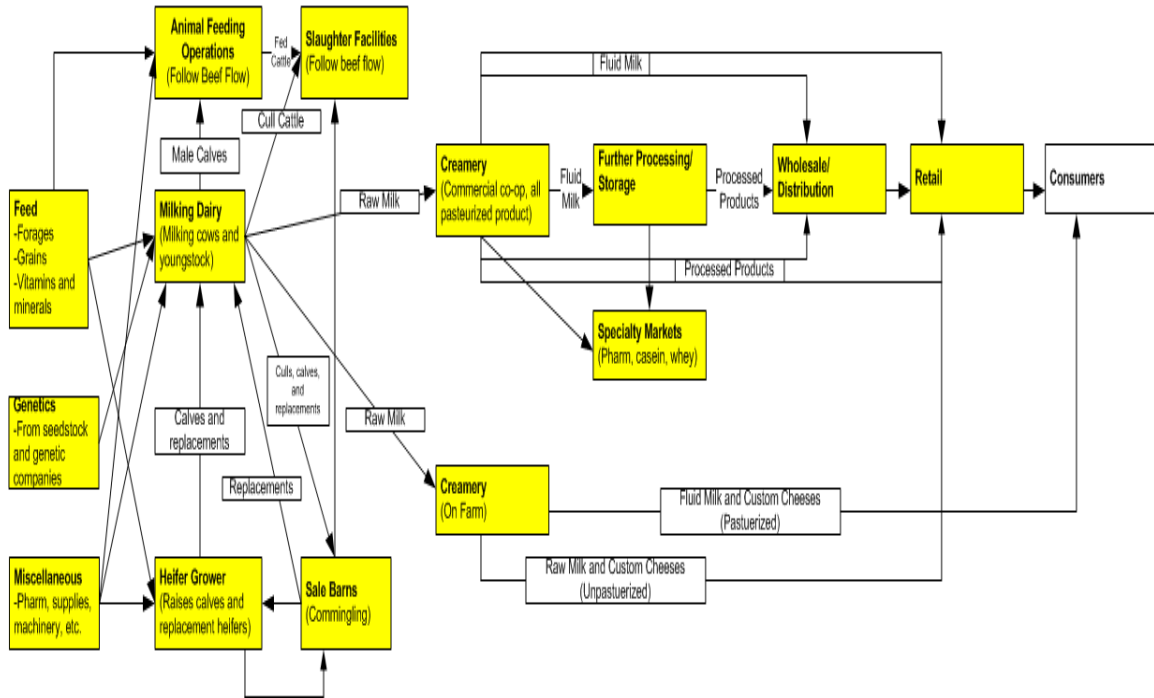 Animal Feeding
Operations
(Follow Beef Flow)
Fed
Cattle
Slaughter Facilities
(Follow beef flow)
Cull Cattle
Male Calves
Fluid Milk
Feed
-Forages
-Grains
-Vitamins and
minerals
Milking Dairy
(Milking cows and
youngstock)
Raw Milk
Creamery
(Commercial co-op, all
pasteurized product)
Fluid
Milk
Further Processing/
Storage
Processed
Products
Wholesale/
Distribution
Retail
Consumers
Processed Products
Specialty Markets
(Pharm, casein, whey)
Genetics
-From seedstock
and genetic
companies
Calves and
replacements
Culls, calves,
and
replacements
Raw Milk
Replacements
Creamery
(On Farm)
Fluid Milk and Custom Cheeses
(Pastuerized)
Raw Milk and Custom Cheeses
(Unpastuerized)
Miscellaneous
-Pharm, supplies,
machinery, etc.
Heifer Grower
(Raises calves and
replacement heifers)
Sale Barns
(Commingling)